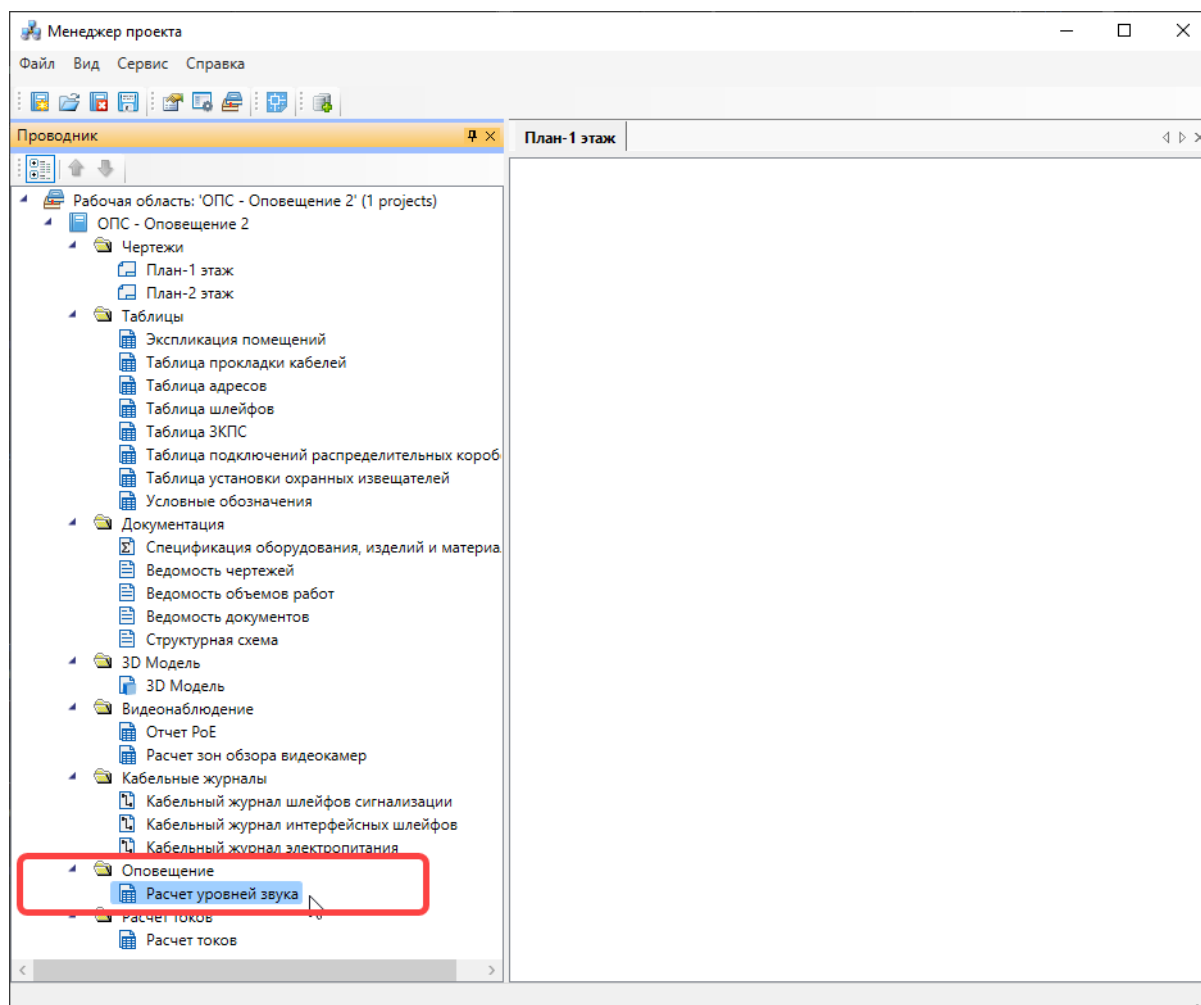 Менеджер проекта
Файл Вид Сервис Справка
Проводник
План-1 этаж
Рабочая область: 'ОПС - Оповещение 2' (1 projects)
ОПС - Оповещение 2
Чертежи
План-1 этаж
План-2 этаж
Таблицы
Экспликация помещений
Таблица прокладки кабелей
Таблица адресов
Таблица шлейфов
Таблица ЗКПС
Таблица подключений распределительных короб
Таблица установки охранных извещателей
Условные обозначения
Документация
Спецификация оборудования, изделий и материа
Ведомость чертежей
Ведомость объемов работ
Ведомость документов
Структурная схема
3D Модель
3D Модель
Видеонаблюдение
Отчет PoE
Расчет зон обзора видеокамер
Кабельные журналы
Кабельный журнал шлейфов сигнализации
Кабельный журнал интерфейсных шлейфов
Кабельный журнал электропитания
Оповещение
Расчет уровней звука
Расчет токов
Расчет токов